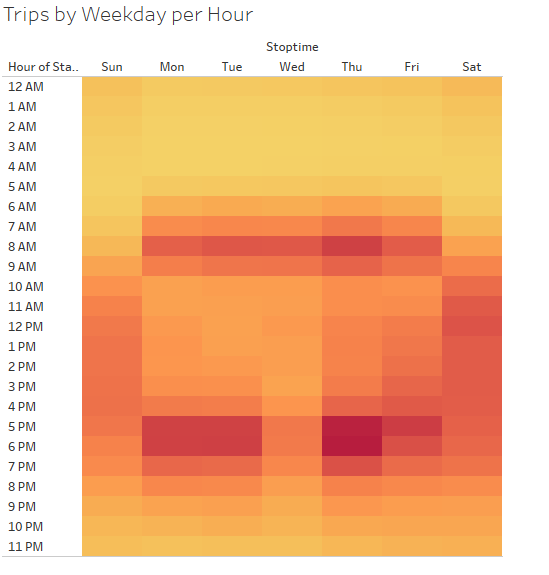 Trips by Weekday per Hour
Stoptime
Hour of Sta.. Sun Mon Tue Wed Thu Fri Sat
12 AM
1 AM
2 AM
3 AM
4 AM
5 AM
6 AM
7 AM
8 AM
9 AM
10 AM
11 AM
12 PM
1 PM
2 PM
3 PM
4 PM
5 PM
6 PM
7 PM
8 PM
9 PM
10 PM
11 PM